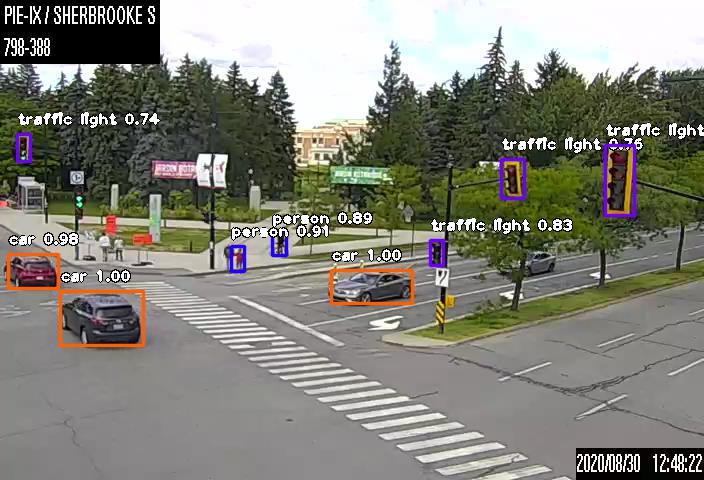 PIE-IX / SHERBROOKE S
798-388
traffic light 0.74
traffic light
traffic light 0.76
person 0.89
traffic light 0.83
person 0.91
car 0.98
car 1.00
car 1.00
JARDIN BOTANIQUE
2020/08/30 12:48:22